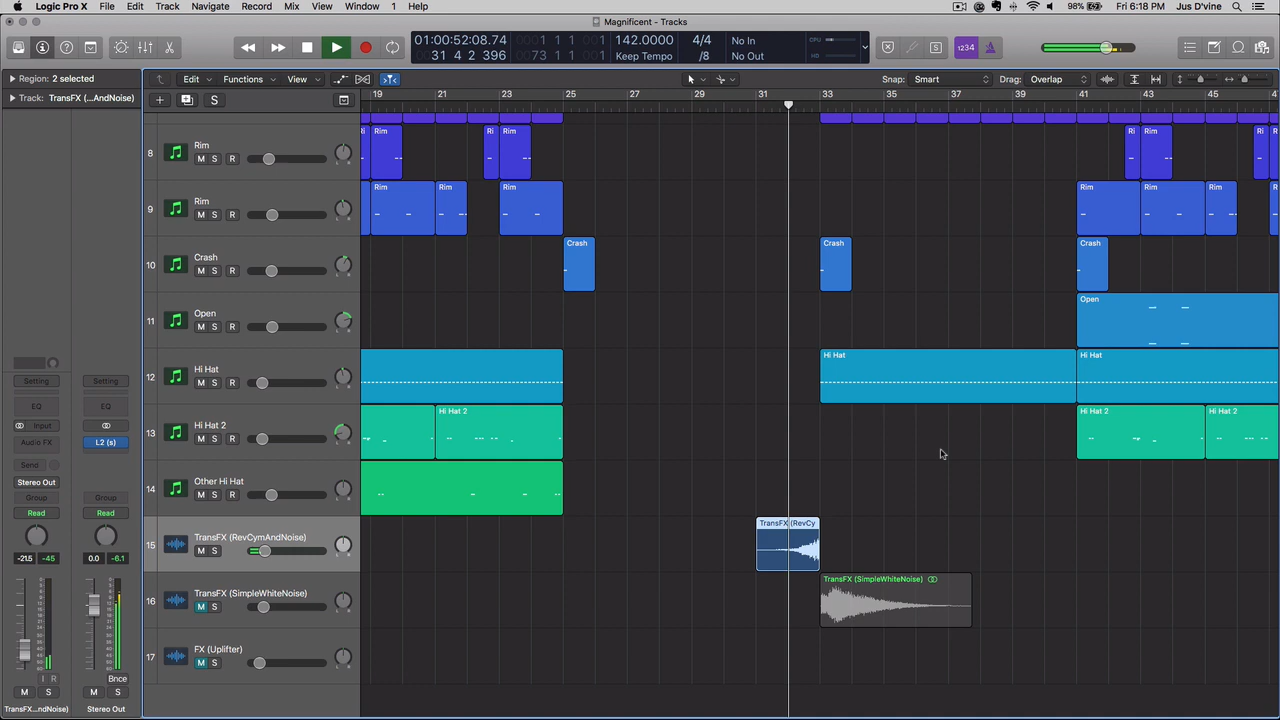 Logic Pro X File Edit Track Navigate Record Mix View Window 1 Help 98% Fri 6:18 PM Jus D'vine
Magnificent - Tracks
01:00:52:08.74 1 1 1 142.0000 4/4 No In
31 4 2 56 73 1 1 1 Keep Tempo /8 No Out CPU HD 1234
Region: 2 selected Edit Functions View Snap: Smart Drag: Overlap
Track: TransFX (...AndNoise) S 19 21 23 25 27 29 31 33 35 37 39 41 43 45 47
8 Rim M S R
Rim Ri Rim Ri Rim
9 Rim M S R
Rim Rim Rim Rim Rim Rim
10 Crash M S R
Crash Crash Crash
11 Open M S R
Open
12 Hi Hat M S R
Hi Hat Hi Hat
13 Hi Hat 2 M S R
Hi Hat 2 Hi Hat 2 Hi Hat 2
14 Other Hi Hat M S R
15 TransFX (RevCymAndNoise) M S
TransFX (RevCy
16 TransFX (SimpleWhiteNoise) M S
TransFX (SimpleWhiteNoise)
17 FX (Uplifter) M S
Setting Setting
EQ EQ
Input
Audio FX L2 (s)
Send
Stereo Out
Group Group
Read Read
-21.5 -45 0.0 -6.1
I R Bnce
M S M S
TransFX...ndNoise) Stereo Out